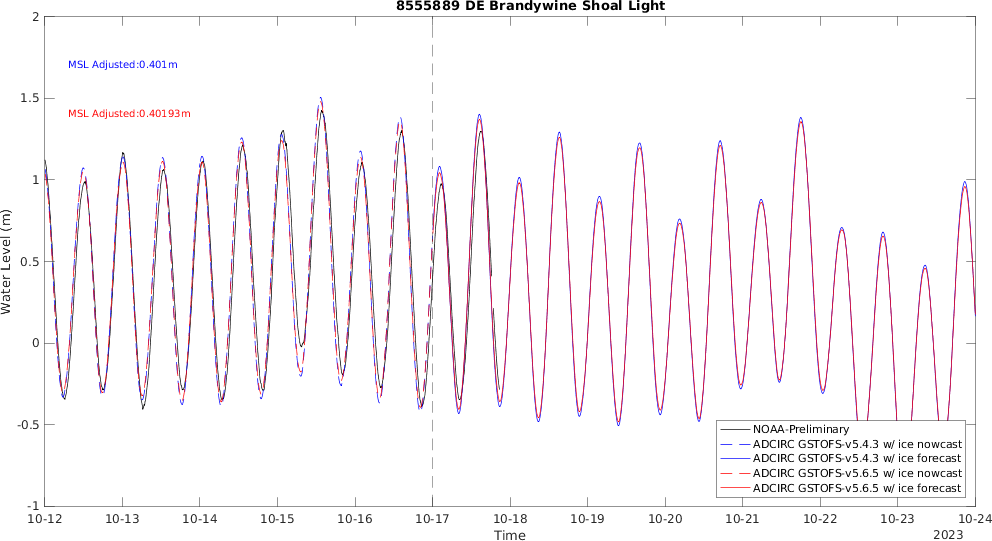 8555889 DE Brandywine Shoal Light
2
1.5
1
0.5
0
-0.5
-1
Water Level (m)
MSL Adjusted:0.401m
MSL Adjusted:0.40193m
NOAA-Preliminary
ADCIRC GSTOFS-v5.4.3 w/ ice nowcast
ADCIRC GSTOFS-v5.4.3 w/ ice forecast
ADCIRC GSTOFS-v5.6.5 w/ ice nowcast
ADCIRC GSTOFS-v5.6.5 w/ ice forecast
10-12 10-13 10-14 10-15 10-16 10-17 10-18 10-19 10-20 10-21 10-22 10-23 10-24
Time
2023